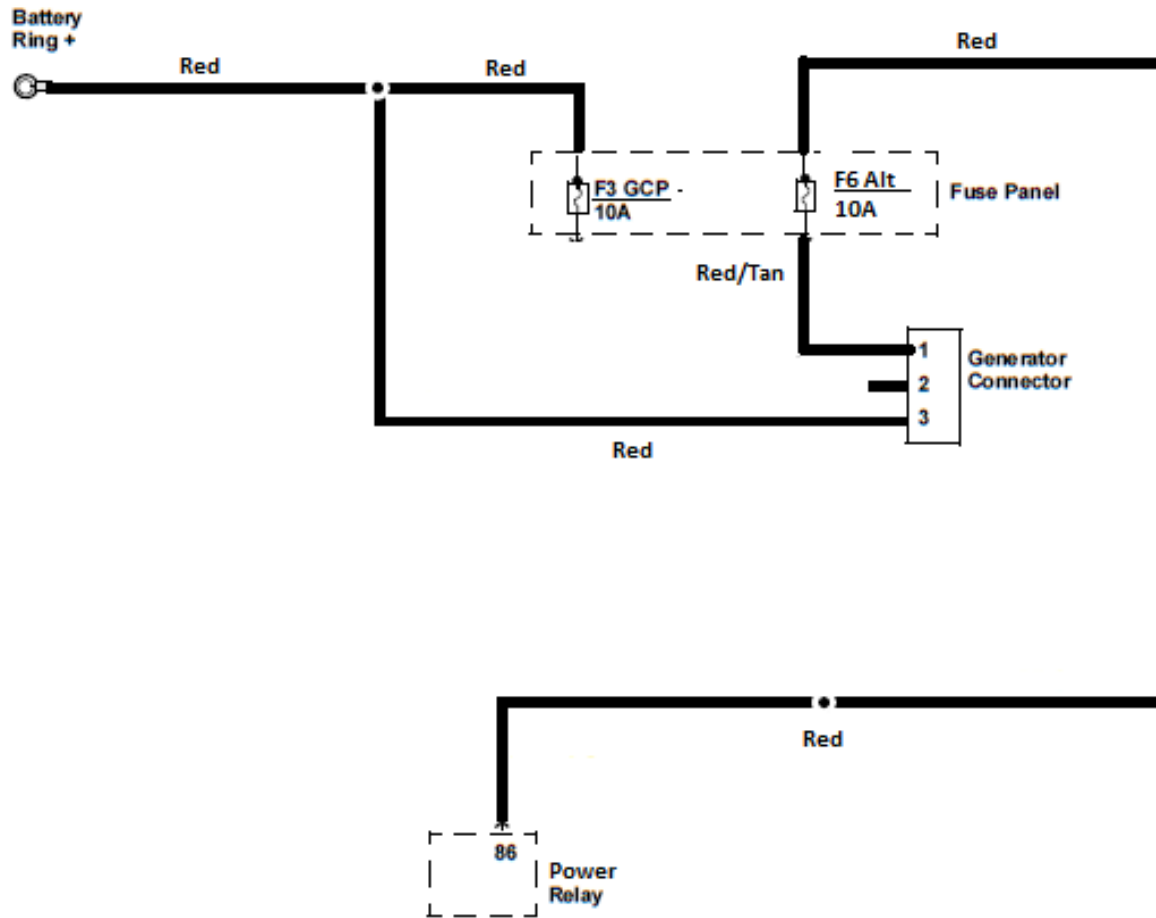 Battery
Ring +
Red
Red
Red
F3 GCP -
10A
F6 Alt
10A
Fuse Panel
Red/Tan
1
2
3
Generator
Connector
Red
Red
86
Power
Relay